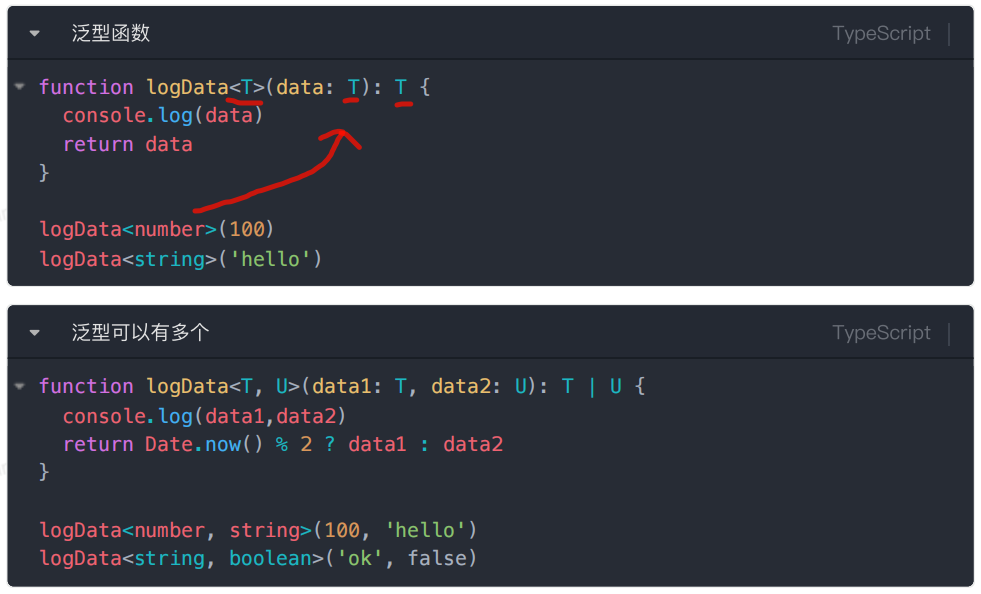 泛型函数 TypeScript
function logData<T>(data: T): T {
console.log(data)
return data
}
logData<number>(100)
logData<string>('hello')
泛型可以有多个 TypeScript
function logData<T, U>(data1: T, data2: U): T | U {
console.log(data1,data2)
return Date.now() % 2 ? data1 : data2
}
logData<number, string>(100, 'hello')
logData<string, boolean>('ok', false)